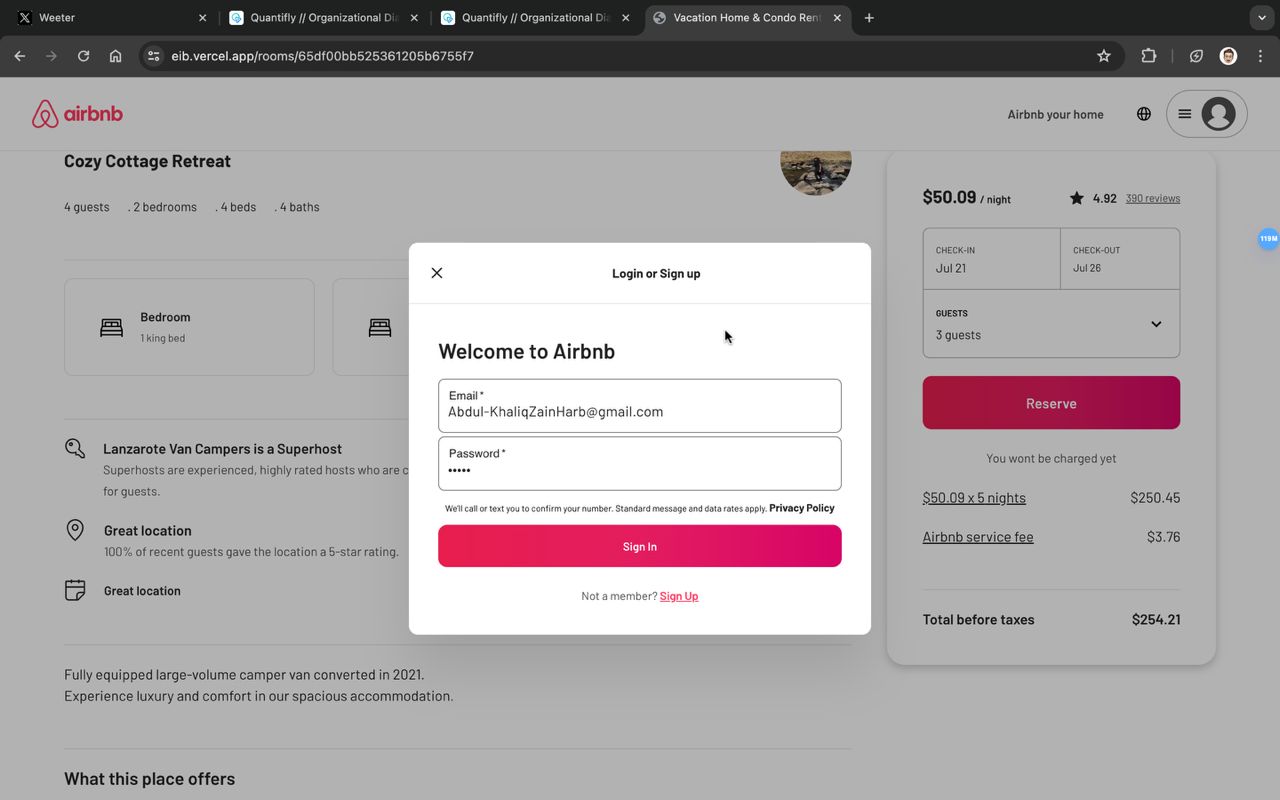 Weeter
Quantifly // Organizational Di
Quantifly // Organizational Di
Vacation Home & Condo Ren
eib.vercel.app/rooms/65df00bb525361205b6755f7
airbnb
Airbnb your home
Cozy Cottage Retreat
4 guests . 2 bedrooms . 4 beds . 4 baths
Bedroom
1 king bed
Lanzarote Van Campers is a Superhost
Superhosts are experienced, highly rated hosts who are c
for guests.
Great location
100% of recent guests gave the location a 5-star rating.
Great location
Fully equipped large-volume camper van converted in 2021.
Experience luxury and comfort in our spacious accommodation.
What this place offers
Login or Sign up
Welcome to Airbnb
Email *
Abdul-KhaliqZainHarb@gmail.com
Password *
•••••
We'll call or text you to confirm your number. Standard message and data rates apply. Privacy Policy
Sign In
Not a member? Sign Up
$50.09 / night
4.92 390 reviews
CHECK-IN
Jul 21
CHECK-OUT
Jul 26
GUESTS
3 guests
Reserve
You wont be charged yet
$50.09 x 5 nights $250.45
Airbnb service fee $3.76
Total before taxes $254.21
119M